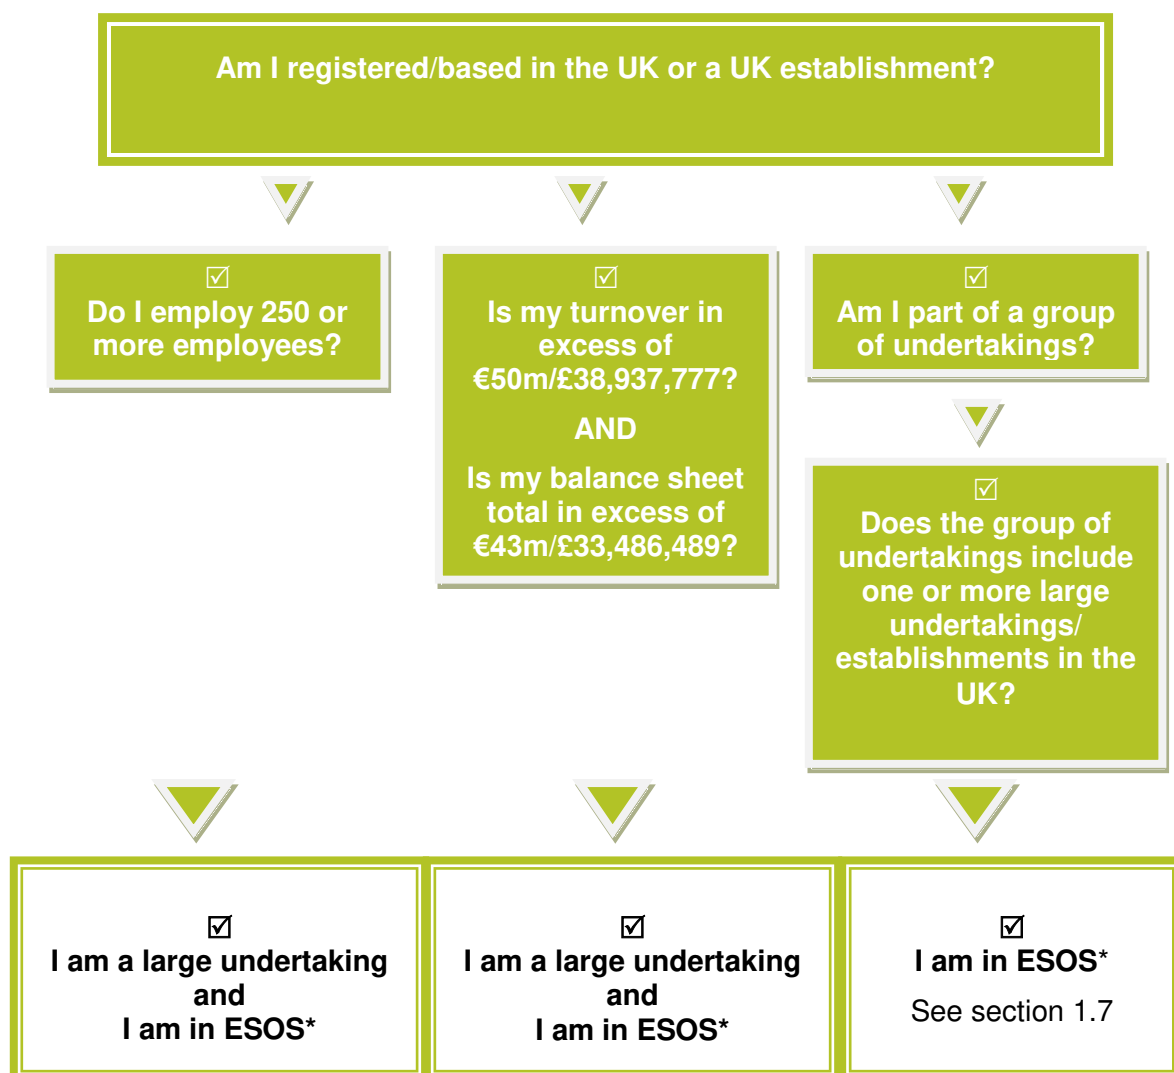 Am I registered/based in the UK or a UK establishment?
☑
Do I employ 250 or
more employees?
☑
Is my turnover in
excess of
€50m/£38,937,777?
AND
Is my balance sheet
total in excess of
€43m/£33,486,489?
☑
Am I part of a group
of undertakings?
☑
Does the group of
undertakings include
one or more large
undertakings/
establishments in the
UK?
☑
I am a large undertaking
and
I am in ESOS*
☑
I am a large undertaking
and
I am in ESOS*
☑
I am in ESOS*
See section 1.7